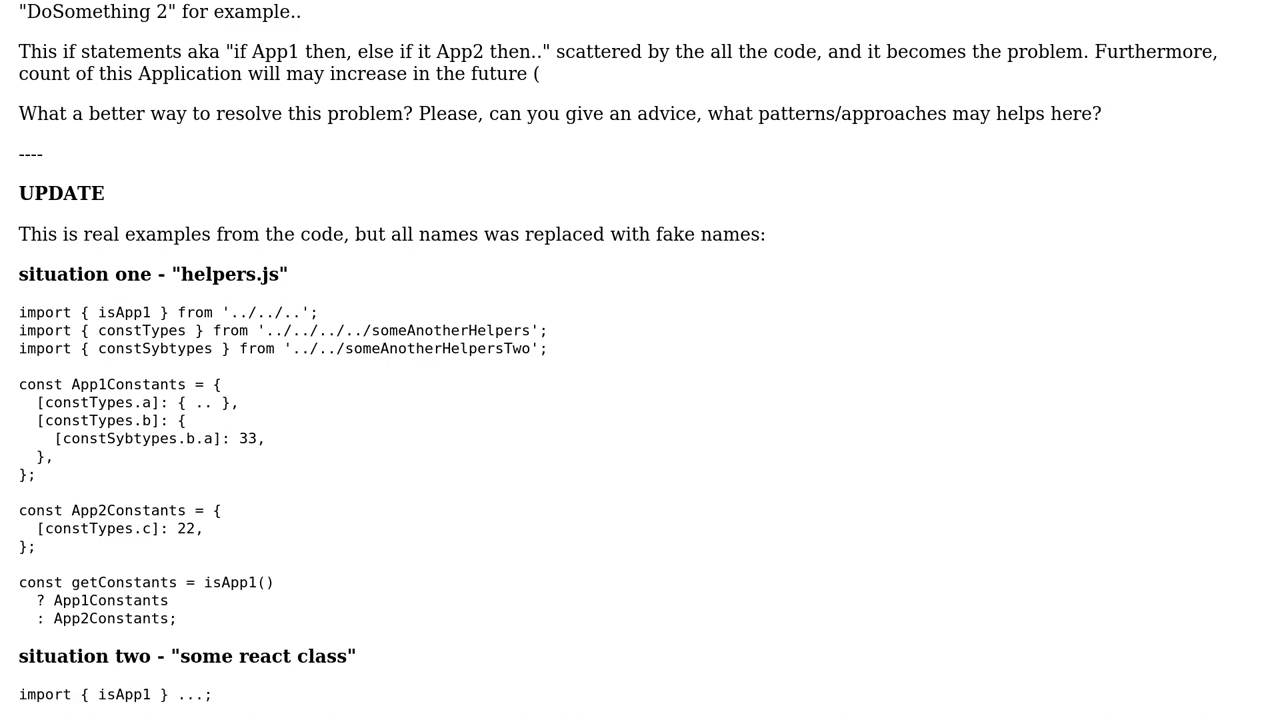 "DoSomething 2" for example..
This if statements aka "if App1 then, else if it App2 then.." scattered by the all the code, and it becomes the problem. Furthermore,
count of this Application will may increase in the future (
What a better way to resolve this problem? Please, can you give an advice, what patterns/approaches may helps here?
----
UPDATE
This is real examples from the code, but all names was replaced with fake names:
situation one - "helpers.js"
import { isApp1 } from '../../..';
import { constTypes } from '../../../../someAnotherHelpers';
import { constSybtypes } from '../../someAnotherHelpersTwo';
const App1Constants = {
  [constTypes.a]: { .. },
  [constTypes.b]: {
    [constSybtypes.b.a]: 33,
  },
};
const App2Constants = {
  [constTypes.c]: 22,
};
const getConstants = isApp1()
  ? App1Constants
  : App2Constants;
situation two - "some react class"
import { isApp1 } ...;